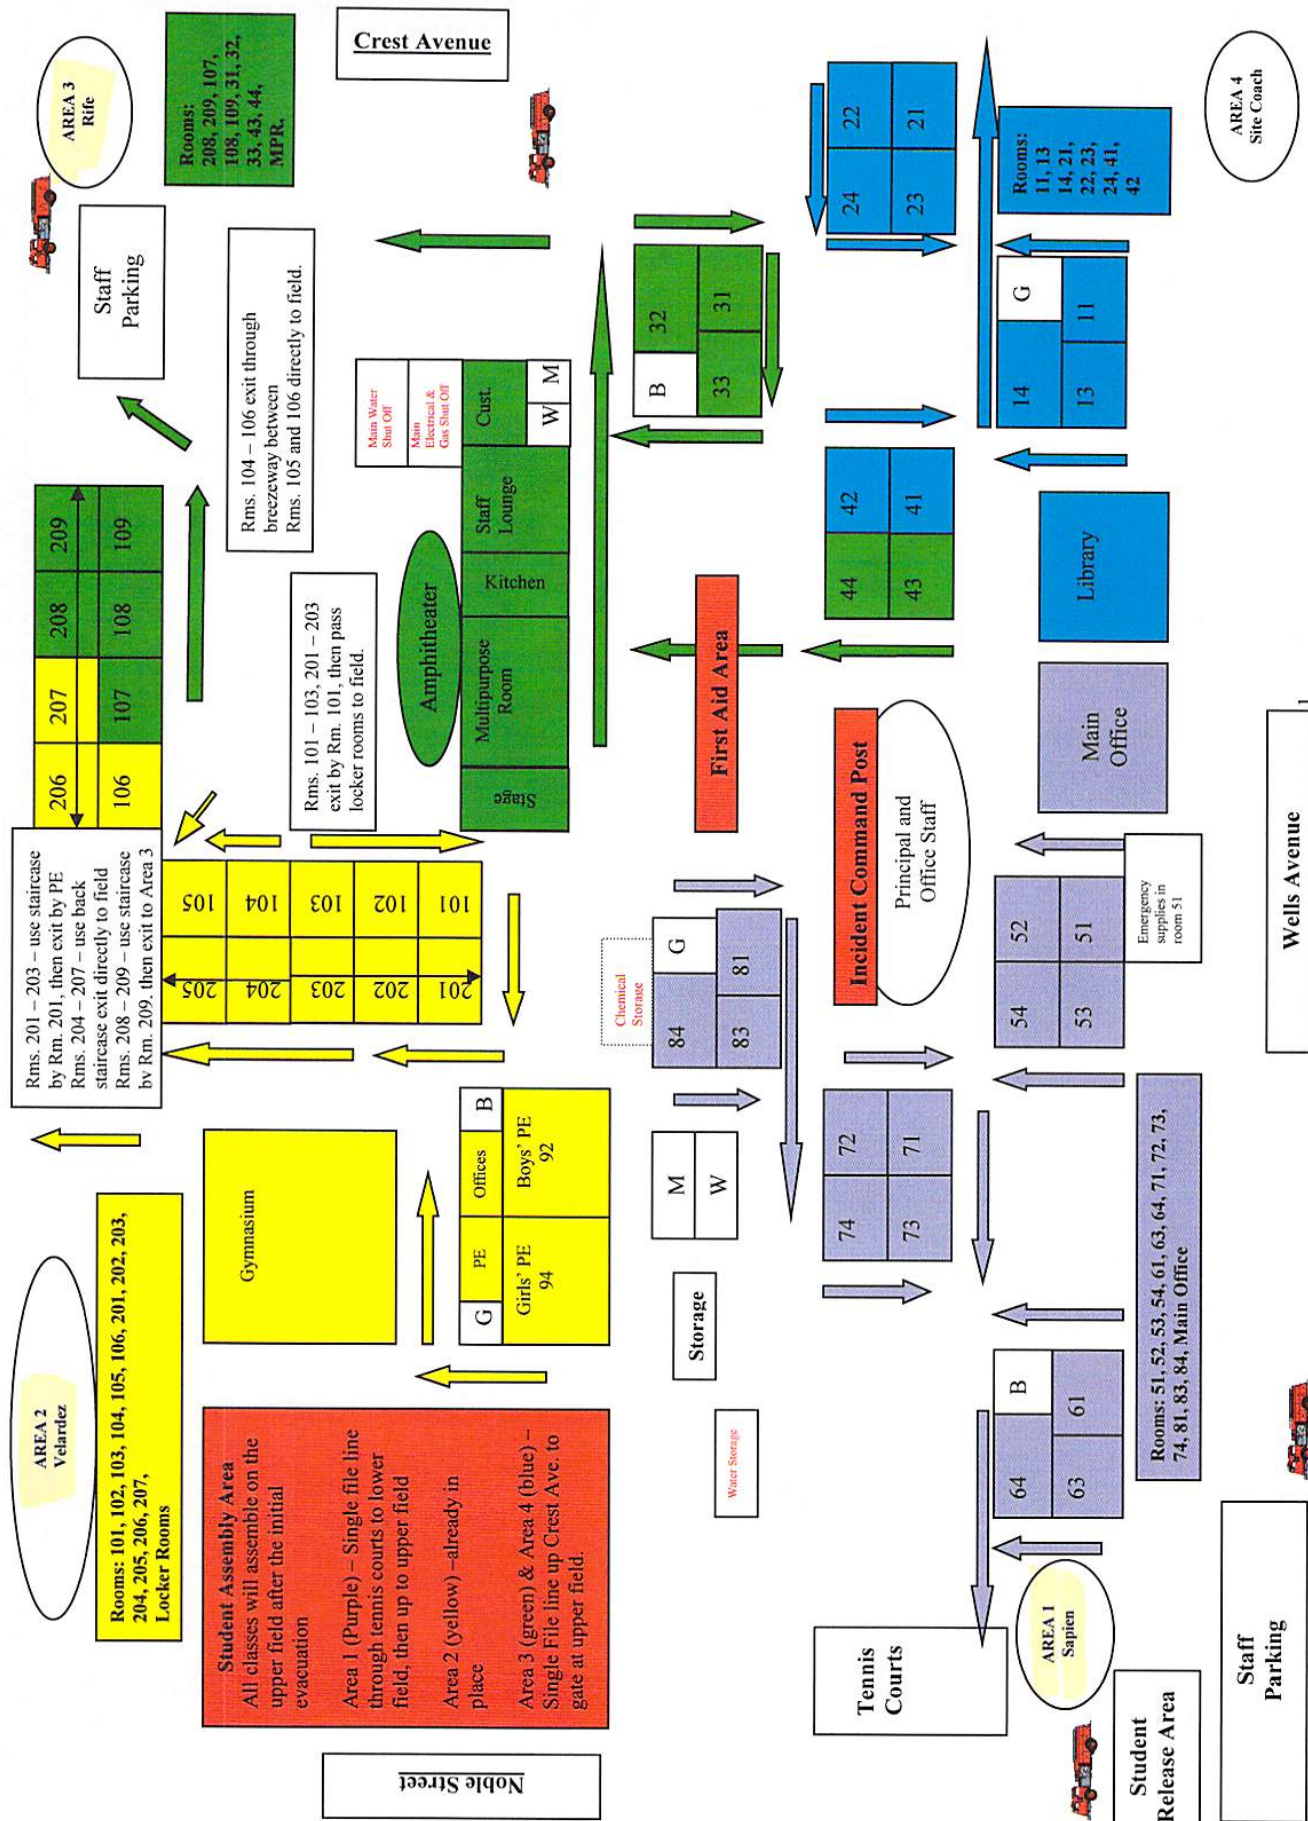 AREA 2
Velardez
Rooms: 101, 102, 103, 104, 105, 106, 201, 202, 203,
204, 205, 206, 207,
Locker Rooms
Rms. 201 – 203 – use staircase
by Rm. 201, then exit by PE
Rms. 204 – 207 – use back
staircase exit directly to field
Rms. 208 – 209 – use staircase
by Rm. 209. then exit to Area 3
206
207
208
209
106
107
108
109
AREA 3
Rife
Staff
Parking
Rooms:
208, 209, 107,
108, 109, 31, 32,
33, 43, 44,
MPR.
Student Assembly Area
All classes will assemble on the
upper field after the initial
evacuation
Area 1 (Purple) – Single file line
through tennis courts to lower
field, then up to upper field
Area 2 (yellow) –already in
place
Area 3 (green) & Area 4 (blue) –
Single File line up Crest Ave. to
gate at upper field.
Noble Street
Gymnasium
205
105
204
104
203
103
202
102
201
101
Rms. 104 – 106 exit through
breezeway between
Rms. 105 and 106 directly to field.
Rms. 101 – 103, 201 – 203
exit by Rm. 101, then pass
locker rooms to field.
Crest Avenue
Main Water
Shut Off
Main
Electrical &
Gas Shut Off
Amphitheater
G
PE
Offices
B
Girls' PE
94
Boys' PE
92
Stage
Multipurpose
Room
Kitchen
Staff
Lounge
Cust.
W
M
Water Storage
Storage
M
W
Chemical
Storage
84
G
83
81
First Aid Area
B
32
33
31
Tennis
Courts
74
72
73
71
Incident Command Post
Principal and
Office Staff
44
42
43
41
24
22
23
21
AREA 1
Sapien
64
B
63
61
54
52
53
51
Main
Office
Library
14
G
13
11
Rooms:
11, 13
14, 21,
22, 23,
24, 41,
42
Student
Release Area
Rooms: 51, 52, 53, 54, 61, 63, 64, 71, 72, 73,
74, 81, 83, 84, Main Office
Emergency
supplies in
room 51
AREA 4
Site Coach
Staff
Parking
Wells Avenue
1